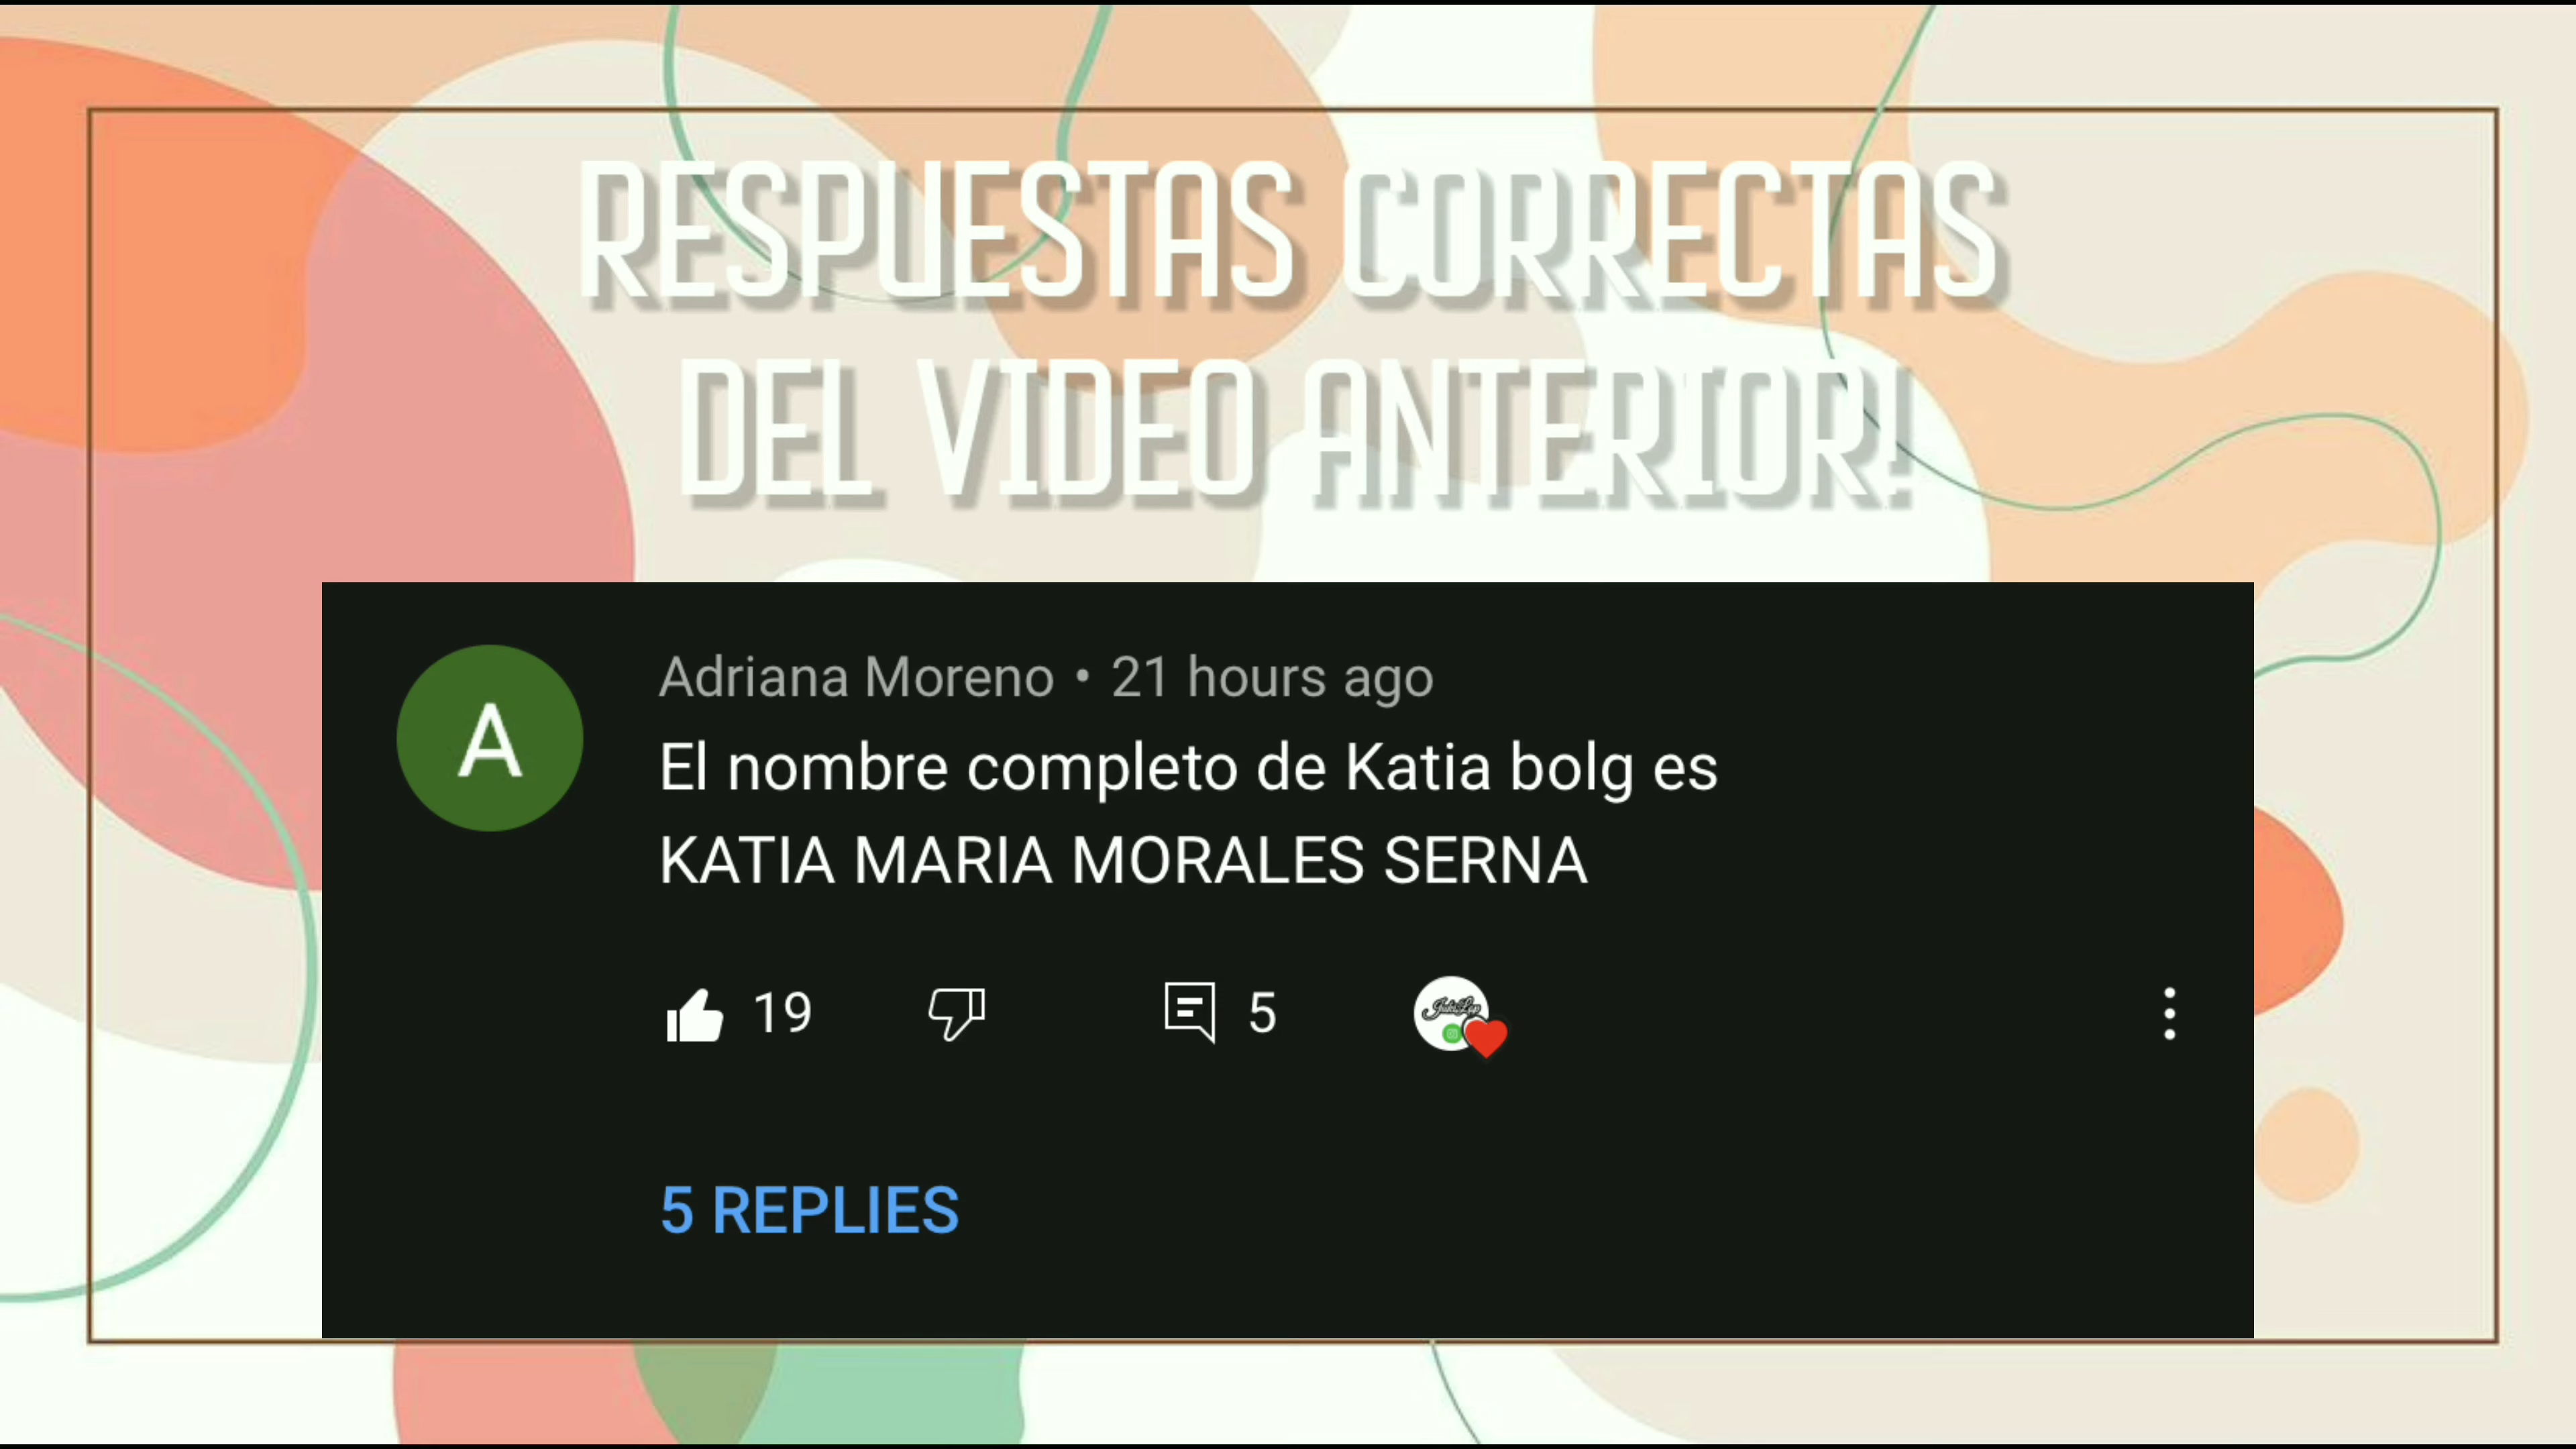 RESPUESTAS CORRECTAS
DEL VIDEO ANTERIOR!
A
Adriana Moreno • 21 hours ago
El nombre completo de Katia bolg es
KATIA MARIA MORALES SERNA
19
5
5 REPLIES